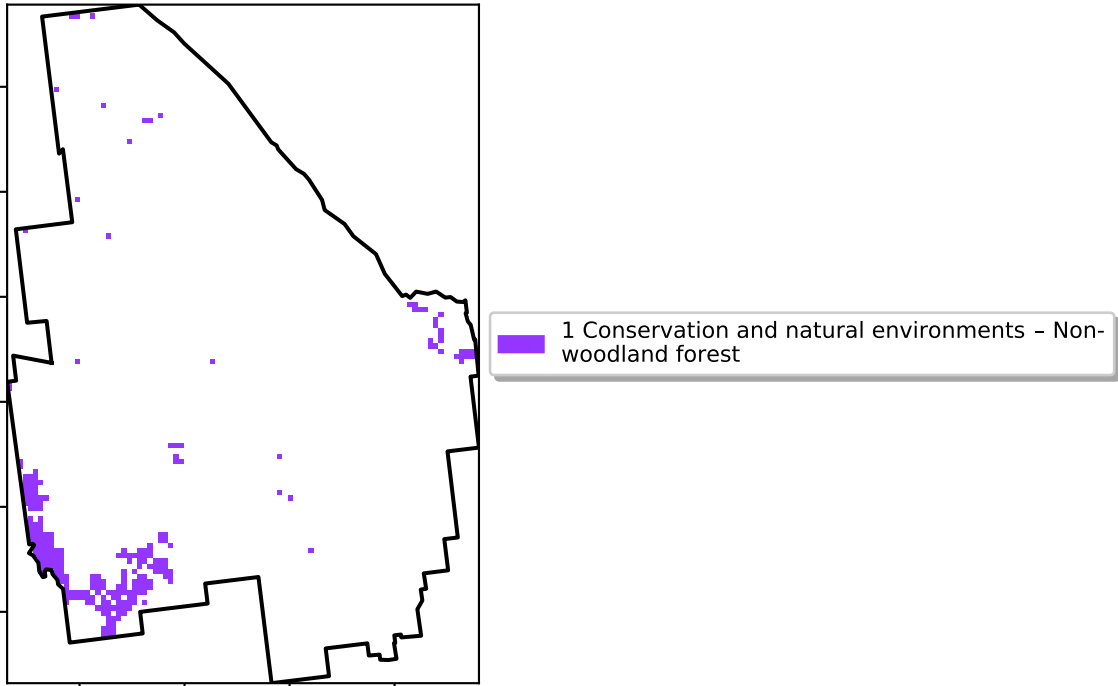 1 Conservation and natural environments – Non-
woodland forest